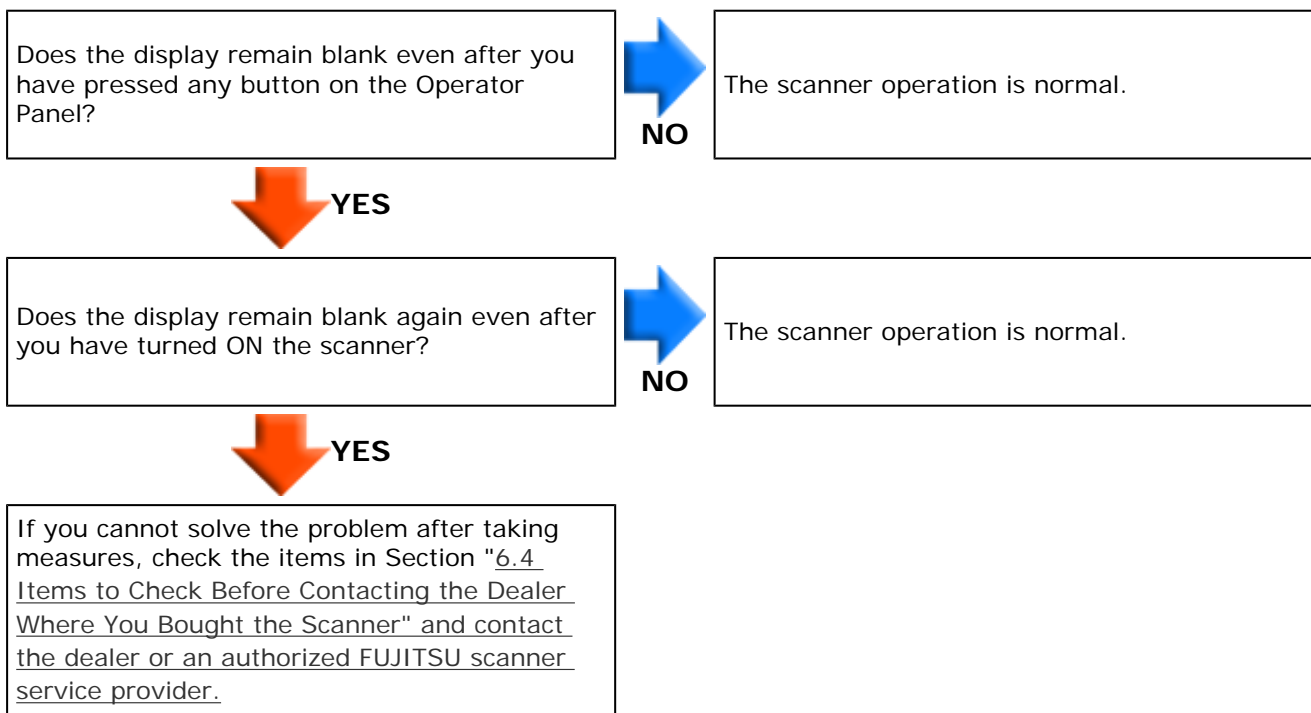 Does the display remain blank even after you
have pressed any button on the Operator
Panel?
NO
The scanner operation is normal.
YES
Does the display remain blank again even after
you have turned ON the scanner?
NO
The scanner operation is normal.
YES
If you cannot solve the problem after taking
measures, check the items in Section "6.4
Items to Check Before Contacting the Dealer
Where You Bought the Scanner" and contact
the dealer or an authorized FUJITSU scanner
service provider.